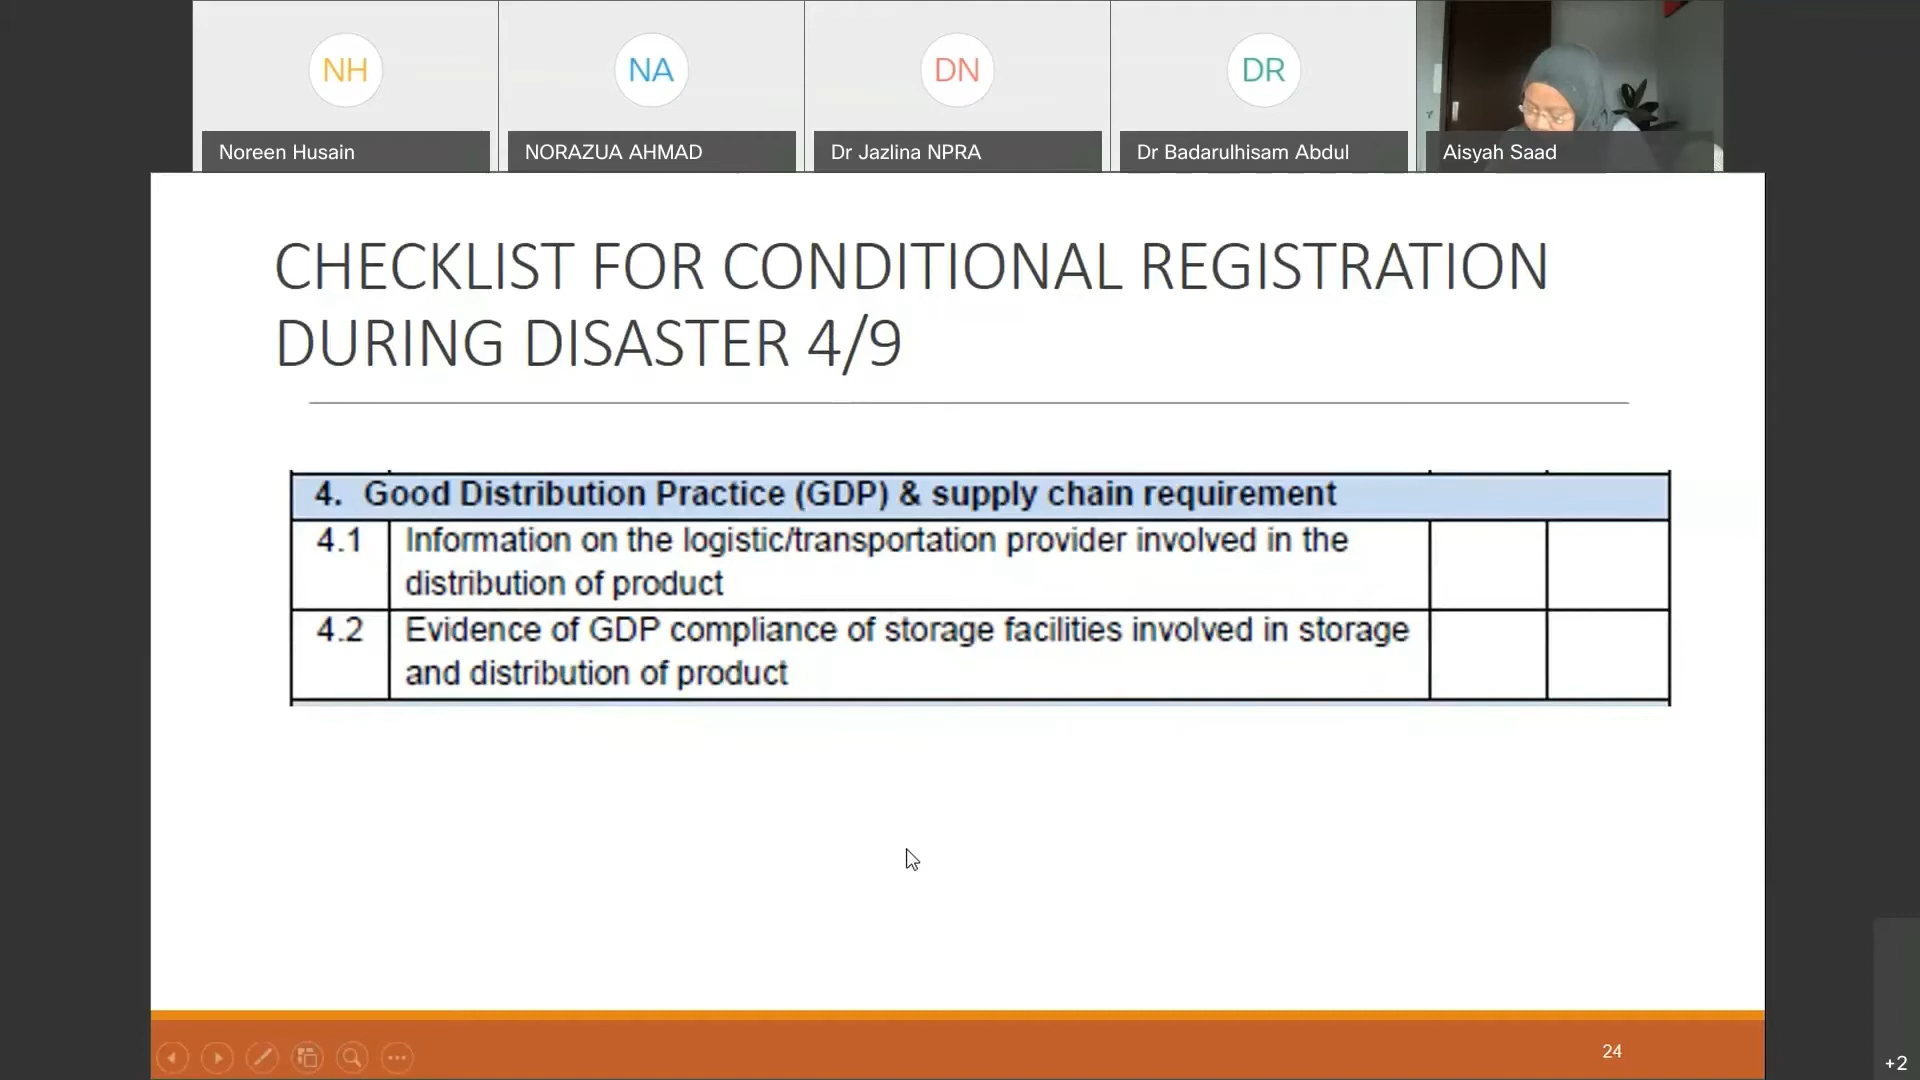 NH
NA
DN
DR
Noreen Husain
NORAZUA AHMAD
Dr Jazlina NPRA
Dr Badarulhisam Abdul
Aisyah Saad
CHECKLIST FOR CONDITIONAL REGISTRATION
DURING DISASTER 4/9
4. Good Distribution Practice (GDP) & supply chain requirement
4.1 Information on the logistic/transportation provider involved in the
distribution of product
4.2 Evidence of GDP compliance of storage facilities involved in storage
and distribution of product
24
+2